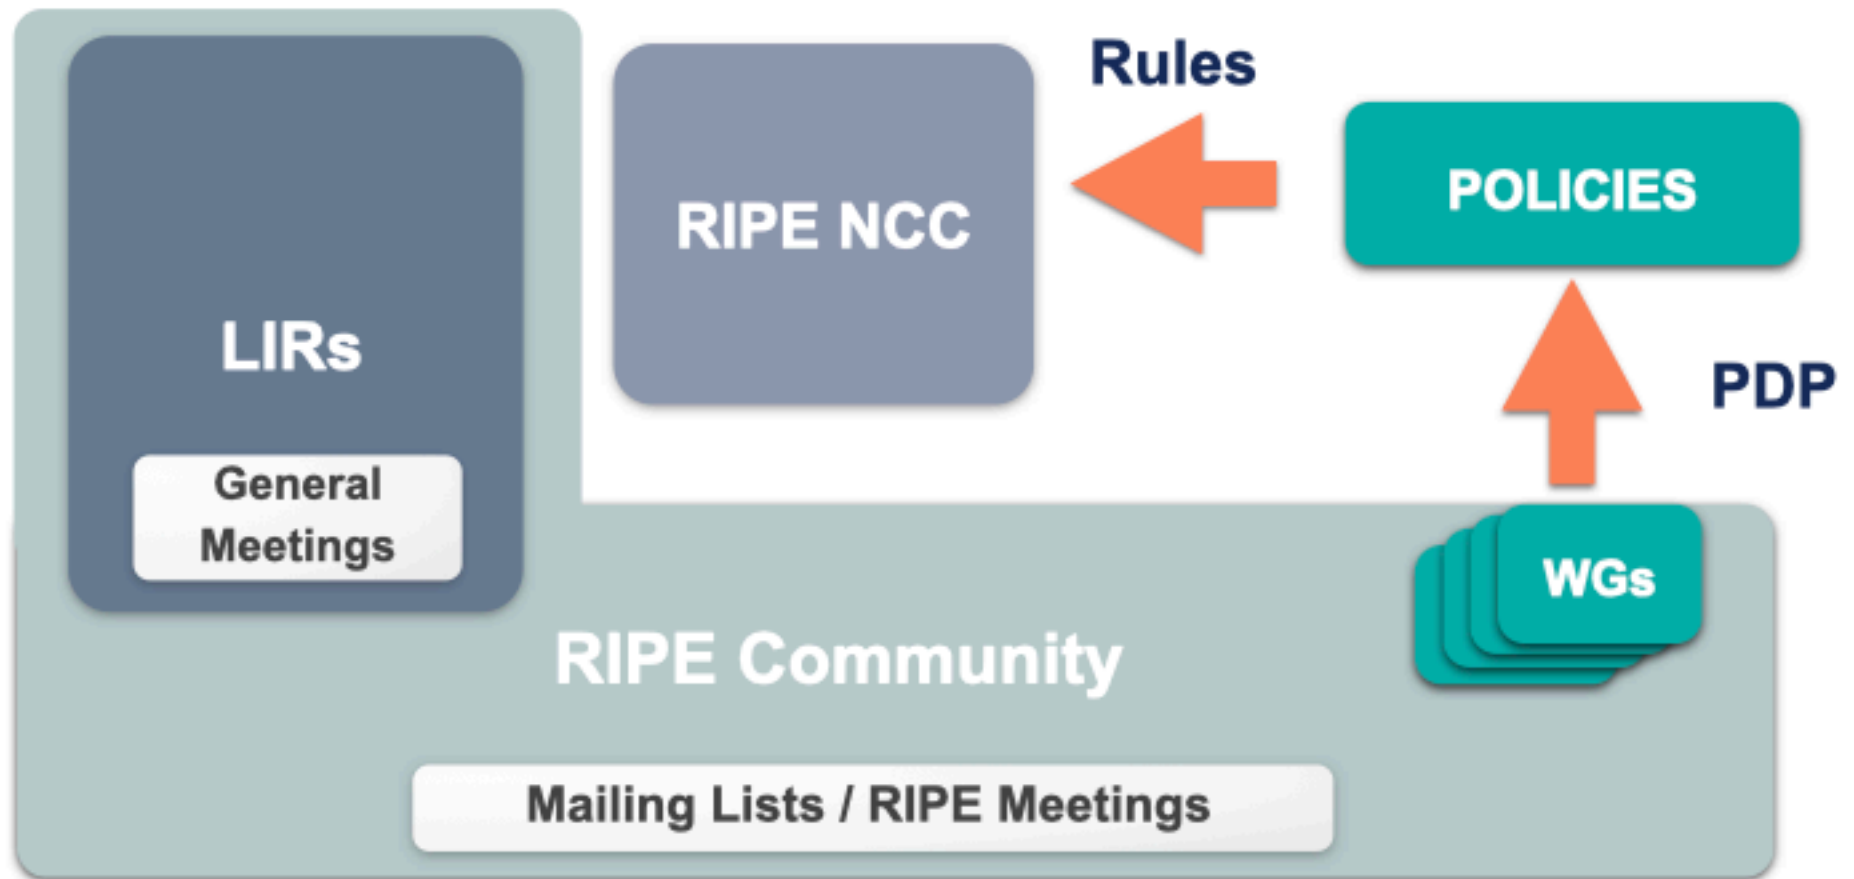 Rules
RIPE NCC
POLICIES
LIRs
PDP
General
Meetings
WGs
RIPE Community
Mailing Lists / RIPE Meetings